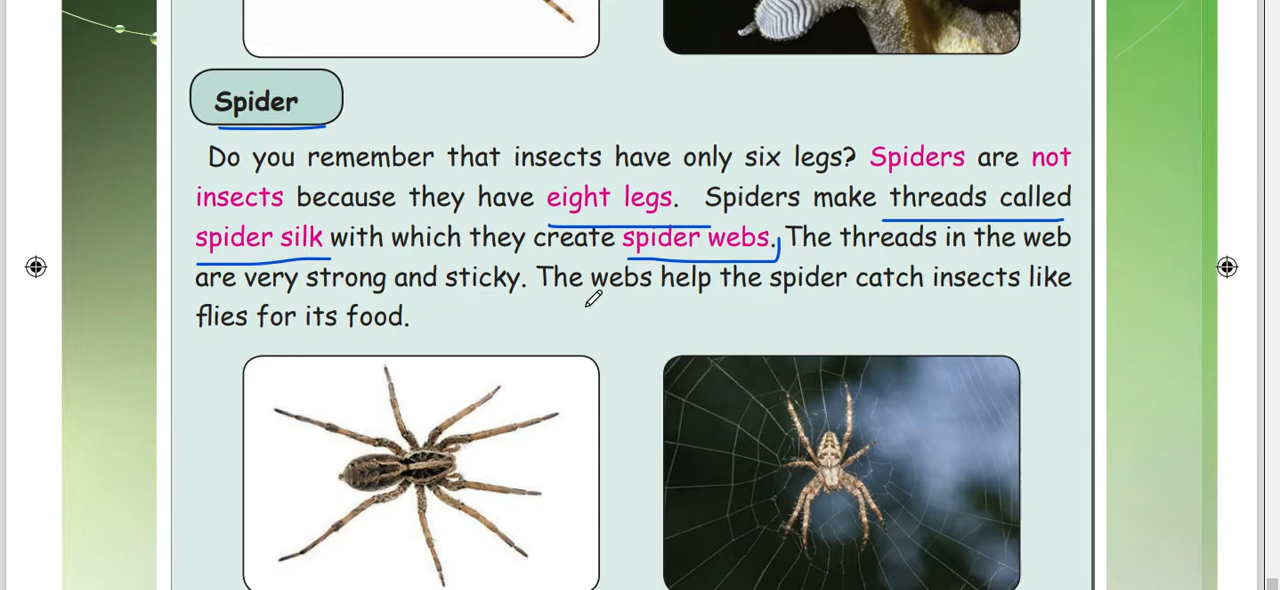 Spider
Do you remember that insects have only six legs? Spiders are not
insects because they have eight legs. Spiders make threads called
spider silk with which they create spider webs. The threads in the web
are very strong and sticky. The webs help the spider catch insects like
flies for its food.